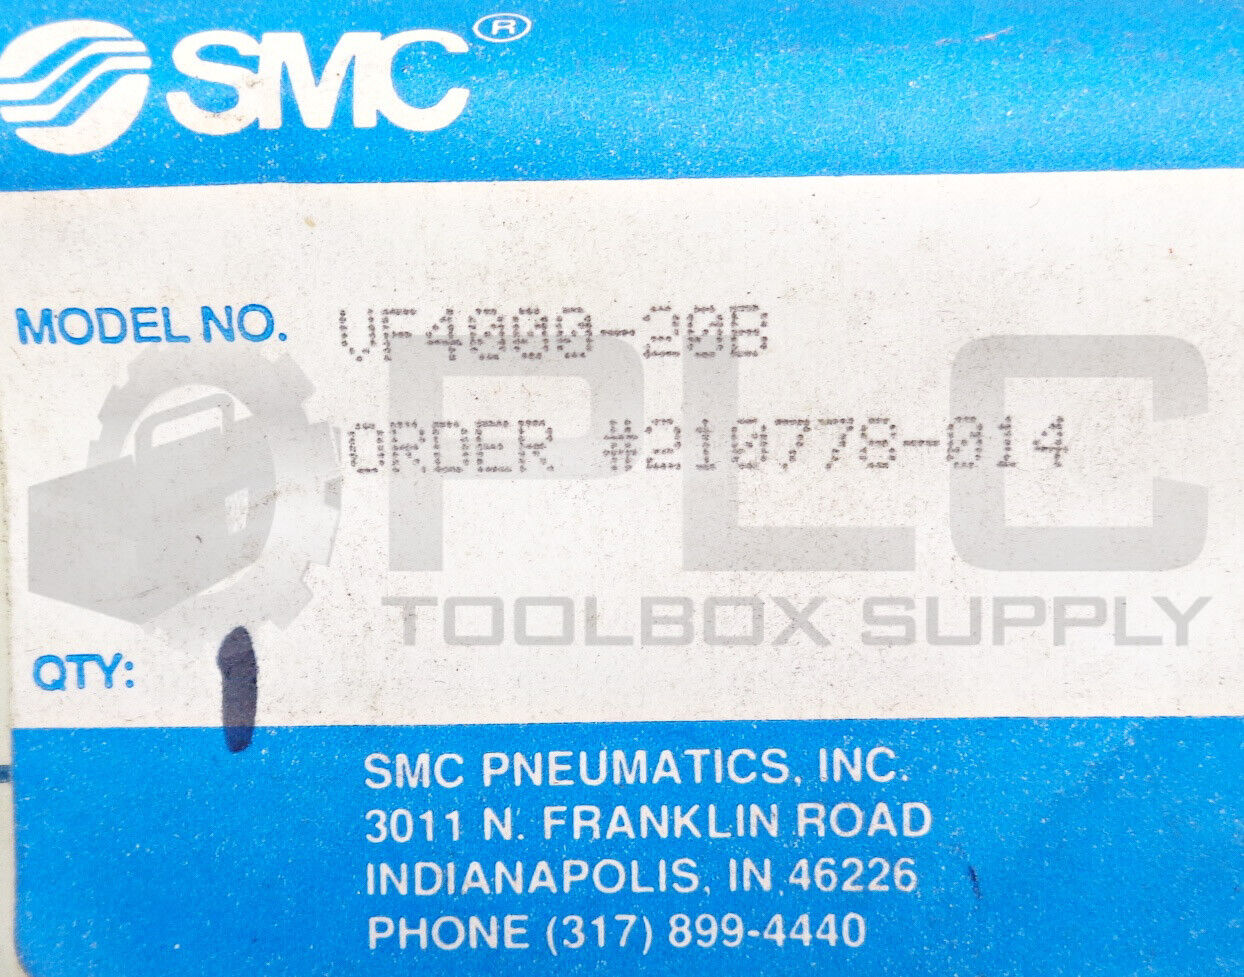 SMC®
MODEL NO. VF4000-20B
ORDER #210778-014
PLC
TOOLBOX SUPPLY
QTY: 1
SMC PNEUMATICS, INC.
3011 N. FRANKLIN ROAD
INDIANAPOLIS, IN 46226
PHONE (317) 899-4440